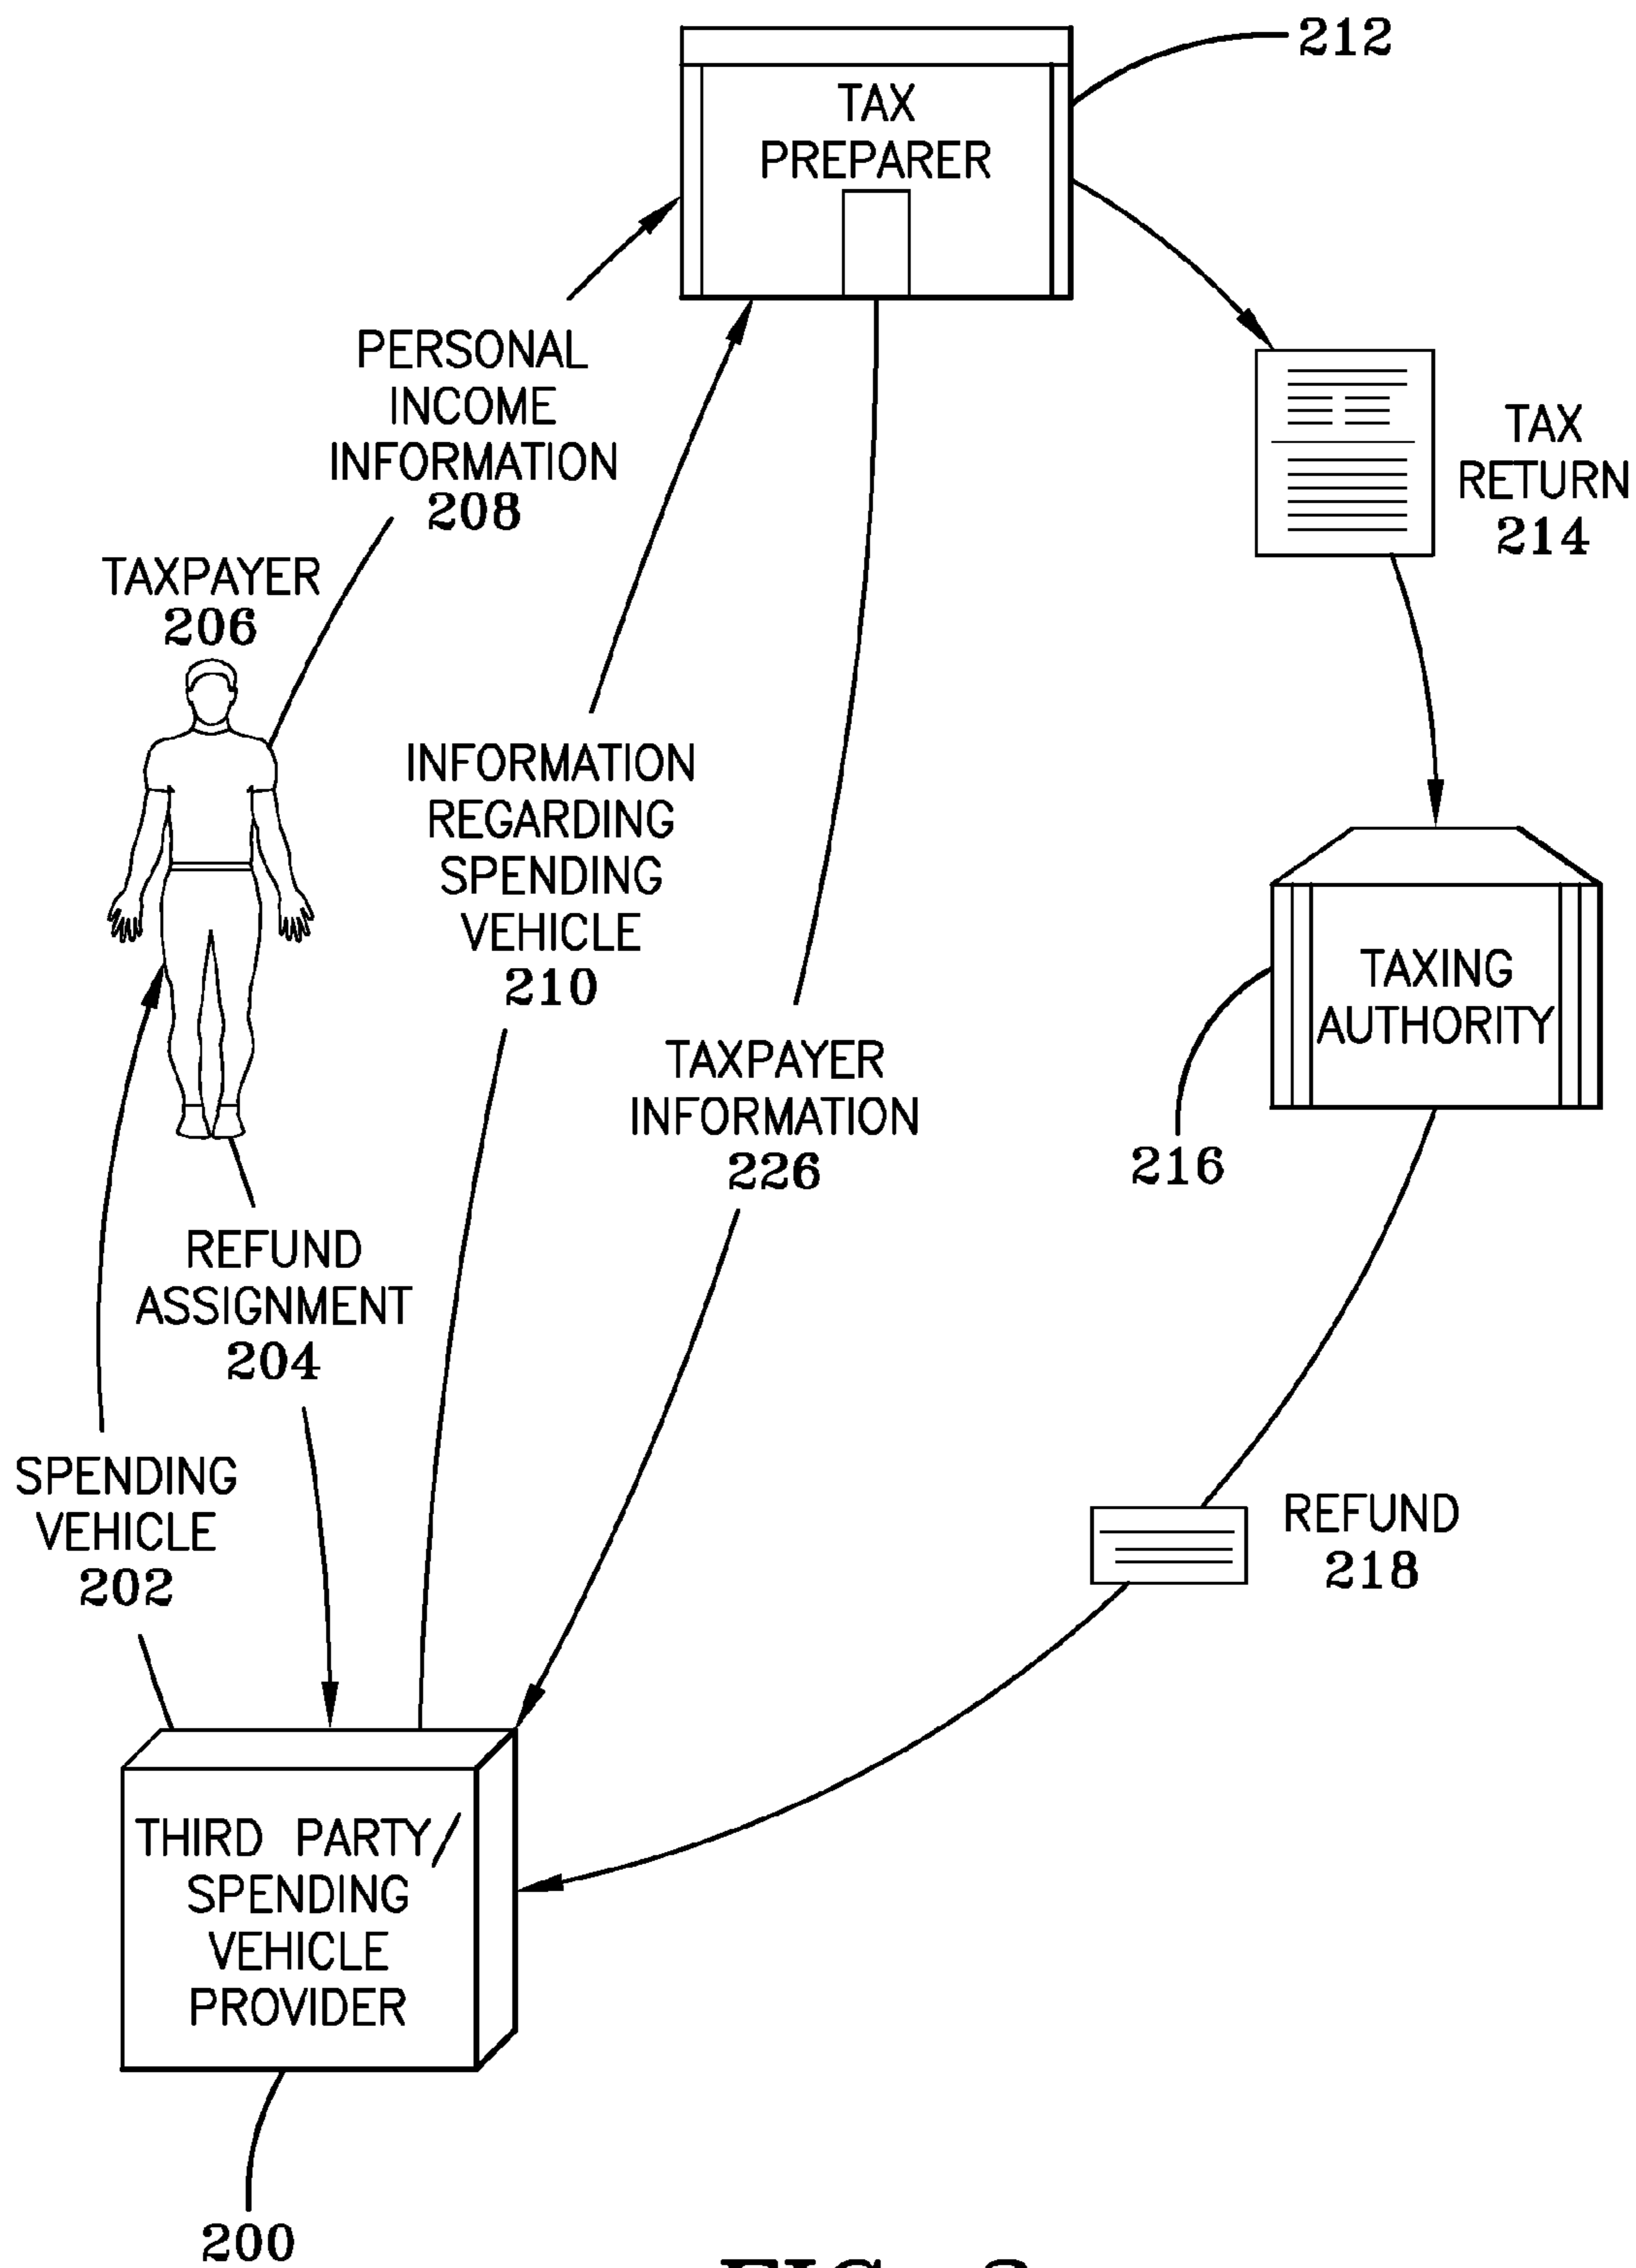 212
TAX
PREPARER
PERSONAL
INCOME
INFORMATION
208
TAX
RETURN
214
TAXPAYER
206
INFORMATION
REGARDING
SPENDING
VEHICLE
210
TAXING
AUTHORITY
216
TAXPAYER
INFORMATION
226
REFUND
ASSIGNMENT
204
SPENDING
VEHICLE
202
REFUND
218
THIRD PARTY/
SPENDING
VEHICLE
PROVIDER
200